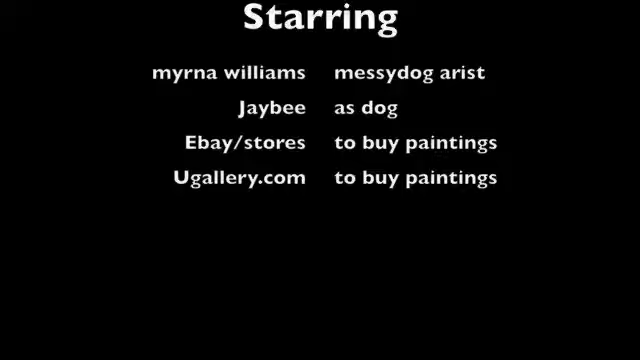 Starring
myrna williams messydog arist
Jaybee as dog
Ebay/stores to buy paintings
Ugallery.com to buy paintings